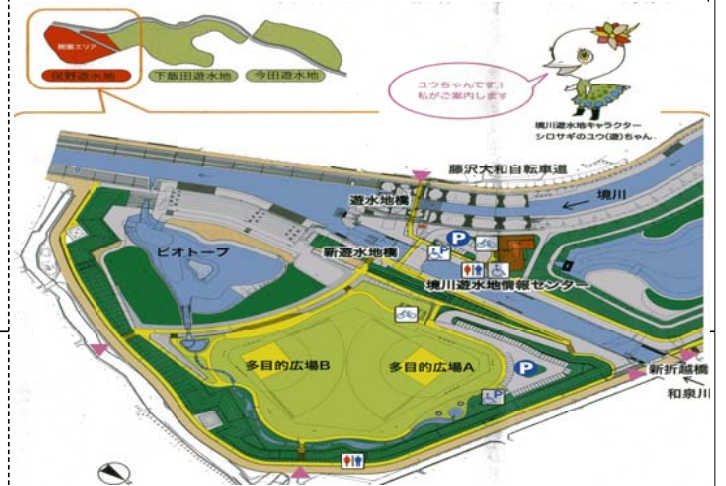 開園エリア
俣野遊水地
下飯田遊水地
今田遊水地
ユウちゃんです！
私がご案内します
境川遊水地キャラクター
シロサギのユウ(遊)ちゃん
藤沢大和自転車道
境川
遊水地橋
P
P
ビオトープ
新遊水地橋
境川遊水地情報センター
多目的広場B
多目的広場A
P
P
新折越橋
和泉川